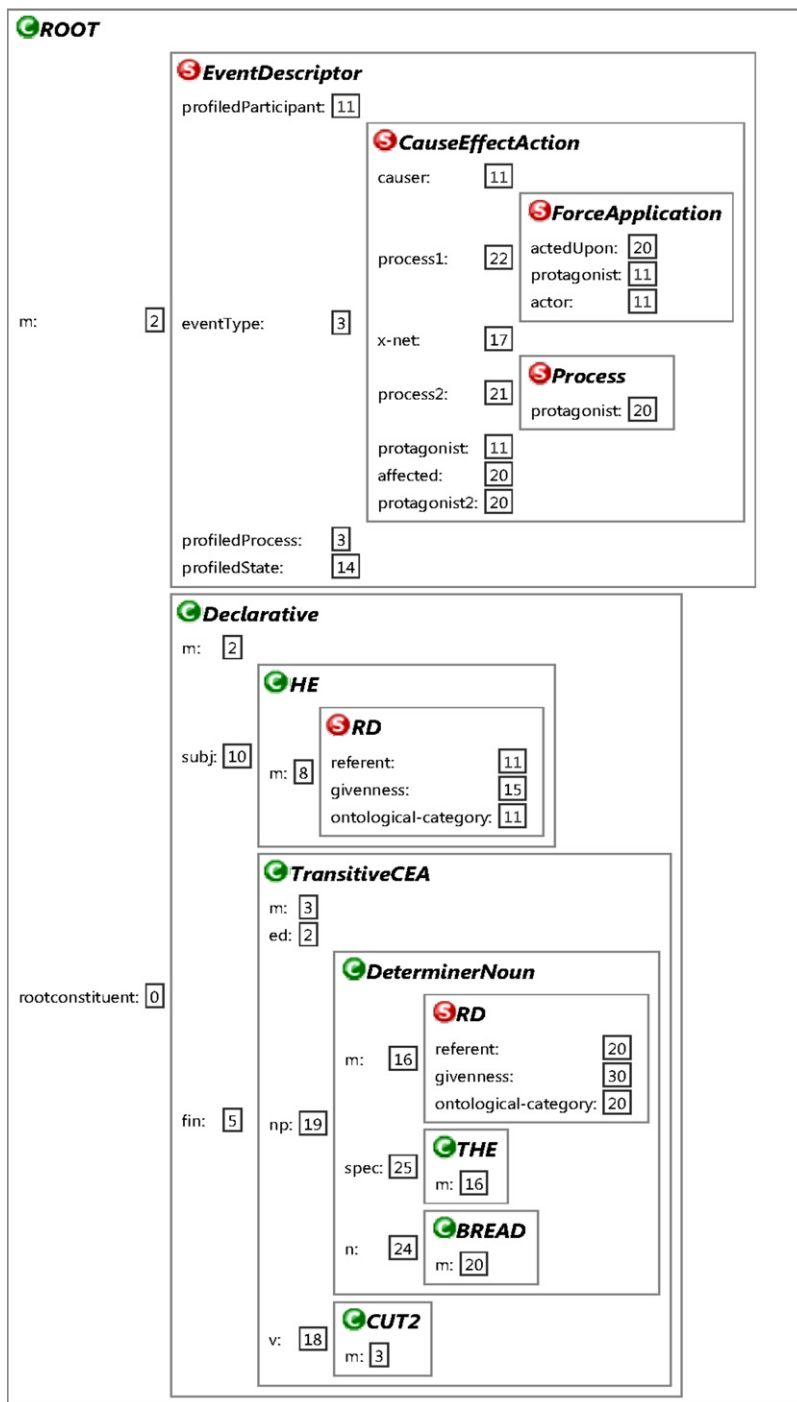 C ROOT
S EventDescriptor
profiledParticipant: 11
S CauseEffectAction
causer: 11
S ForceApplication
actedUpon: 20
process1: 22
protagonist: 11
actor: 11
m: 2
eventType: 3
x-net: 17
S Process
process2: 21
protagonist: 20
protagonist: 11
affected: 20
protagonist2: 20
profiledProcess: 3
profiledState: 14
C Declarative
m: 2
C HE
S RD
subj: 10
m: 8
referent: 11
givenness: 15
ontological-category: 11
C TransitiveCEA
m: 3
ed: 2
C DeterminerNoun
S RD
rootconstituent: 0
m: 16
referent: 20
givenness: 30
ontological-category: 20
fin: 5
np: 19
C THE
spec: 25
m: 16
C BREAD
n: 24
m: 20
C CUT2
v: 18
m: 3